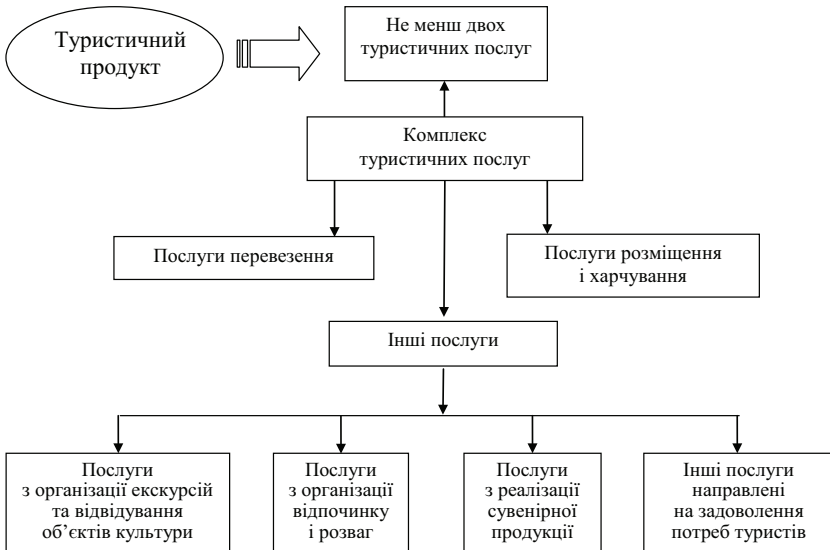 Туристичний
продукт
Не менш двох
туристичних послуг
Комплекс
туристичних послуг
Послуги перевезення
Послуги розміщення
і харчування
Інші послуги
Послуги
з організації екскурсій
та відвідування
об’єктів культури
Послуги
з організації
відпочинку
і розваг
Послуги
з реалізації
сувенірної
продукції
Інші послуги
направлені
на задоволення
потреб туристів